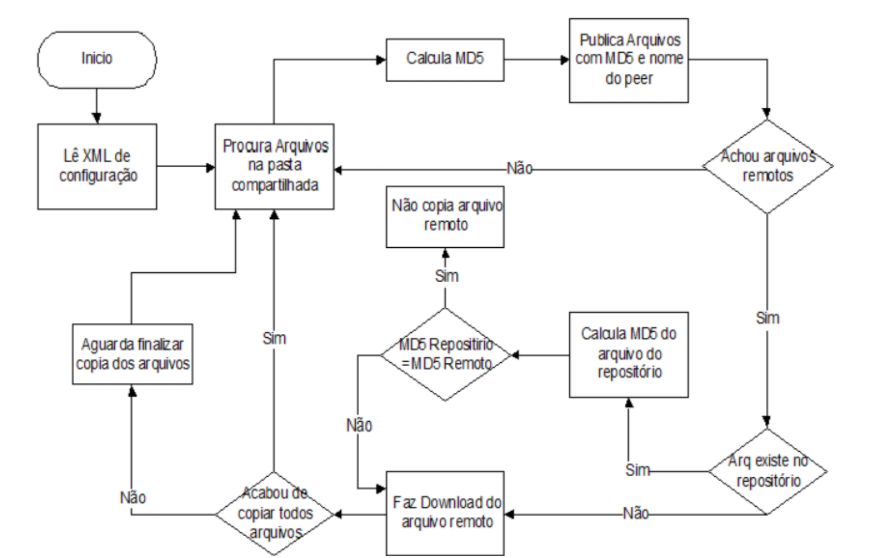 Inicio
Calcula MD5
Publica Arquivos
com MD5 e nome
do peer
Lê XML de
configuração
Procura Arquivos
na pasta
compartilhada
Achou arquivos
remotos
Não
Não copia arquivo
remoto
Sim
Sim
Sim
Aguarda finalizar
copia dos arquivos
MD5 Repositirio
=MD5 Remoto
Calcula MD5 do
arquivo do
repositório
Não
Arq existe no
repositório
Sim
Não
Acabou de
copiar todos
arquivos
Faz Download do
arquivo remoto
Não